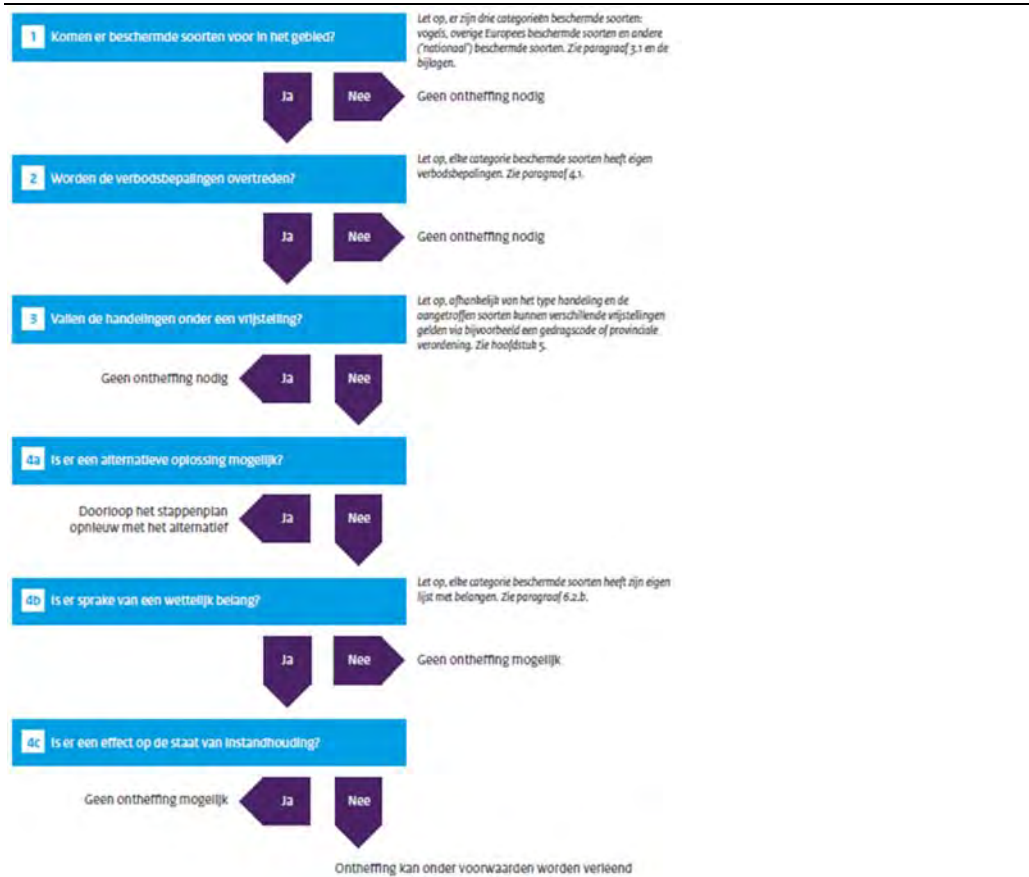 1 Komen er beschermde soorten voor in het gebied?
Let op, er zijn drie categorieën beschermde soorten:
vogels, overige Europees beschermde soorten en andere
('nationaal') beschermde soorten. Zie paragraaf 3.1 en de
bijlagen.
Ja
Nee
Geen ontheffing nodig
2 Worden de verbodsbepalingen overtreden?
Let op, elke categorie beschermde soorten heeft eigen
verbodsbepalingen. Zie paragraaf 4.1.
Ja
Nee
Geen ontheffing nodig
3 Vallen de handelingen onder een vrijstelling?
Let op, afhankelijk van het type handeling en de
aangetroffen soorten kunnen verschillende vrijstellingen
gelden via bijvoorbeeld een gedragscode of provinciale
verordening. Zie hoofdstuk 5.
Geen ontheffing nodig
Ja
Nee
4a Is er een alternatieve oplossing mogelijk?
Doorloop het stappenplan
opnieuw met het alternatief
Ja
Nee
4b Is er sprake van een wettelijk belang?
Let op, elke categorie beschermde soorten heeft zijn eigen
lijst met belangen. Zie paragraaf 6.2.b.
Ja
Nee
Geen ontheffing mogelijk
4c Is er een effect op de staat van instandhouding?
Geen ontheffing mogelijk
Ja
Nee
Ontheffing kan onder voorwaarden worden verleend